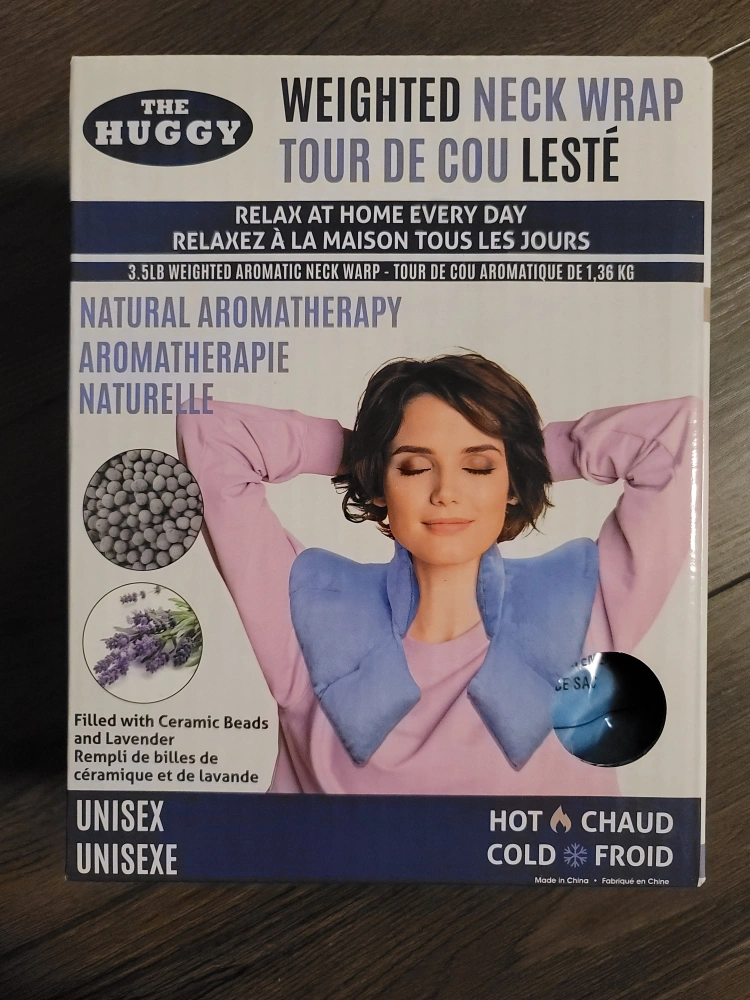 THE
HUGGY
WEIGHTED NECK WRAP
TOUR DE COU LESTÉ
RELAX AT HOME EVERY DAY
RELAXEZ À LA MAISON TOUS LES JOURS
3.5LB WEIGHTED AROMATIC NECK WARP - TOUR DE COU AROMATIQUE DE 1,36 KG
NATURAL AROMATHERAPY
AROMATHERAPIE
NATURELLE
DE SAC
Filled with Ceramic Beads
and Lavender
Rempli de billes de
céramique et de lavande
UNISEX
UNISEXE
HOT CHAUD
COLD FROID
Made in China • Fabriqué en Chine